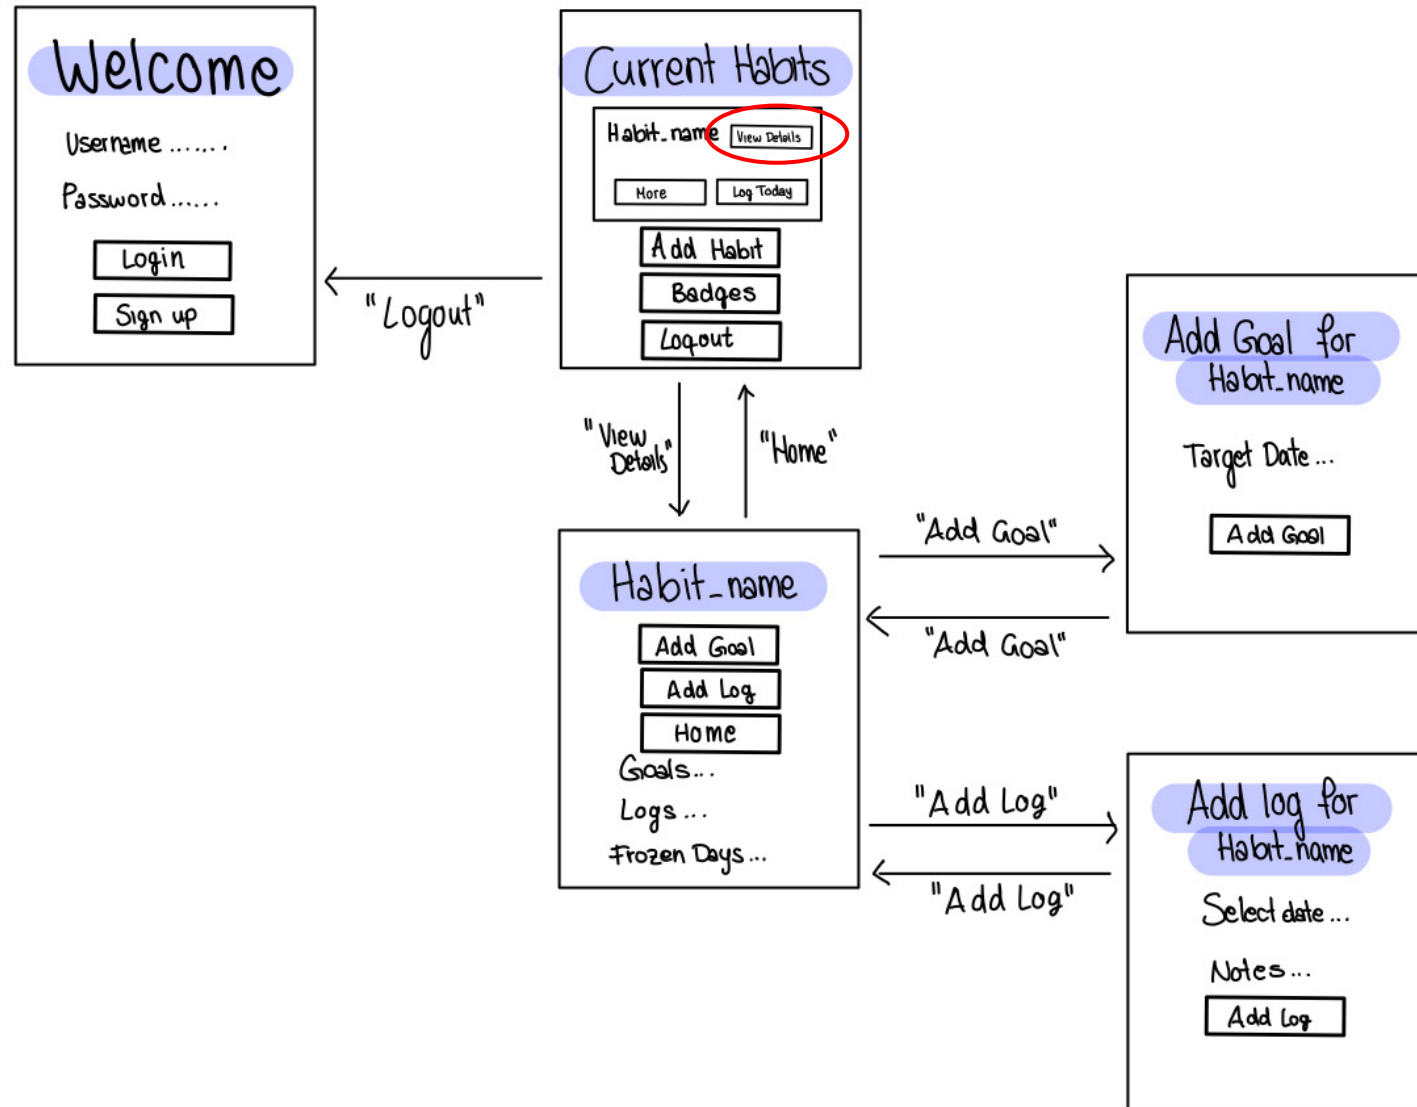 Welcome
Username .......
Password ......
Login
Sign up
"Logout"
Current Habits
Habit_name
View Details
More
Log Today
Add Habit
Badges
Logout
"View
Details"
"Home"
Habit_name
Add Goal
Add Log
Home
Goals...
Logs ...
Frozen Days ...
"Add Goal"
"Add Goal"
Add Goal for
Habit_name
Target Date ...
Add Goal
"Add Log"
"Add Log"
Add log for
Habit_name
Select date ...
Notes ...
Add Log